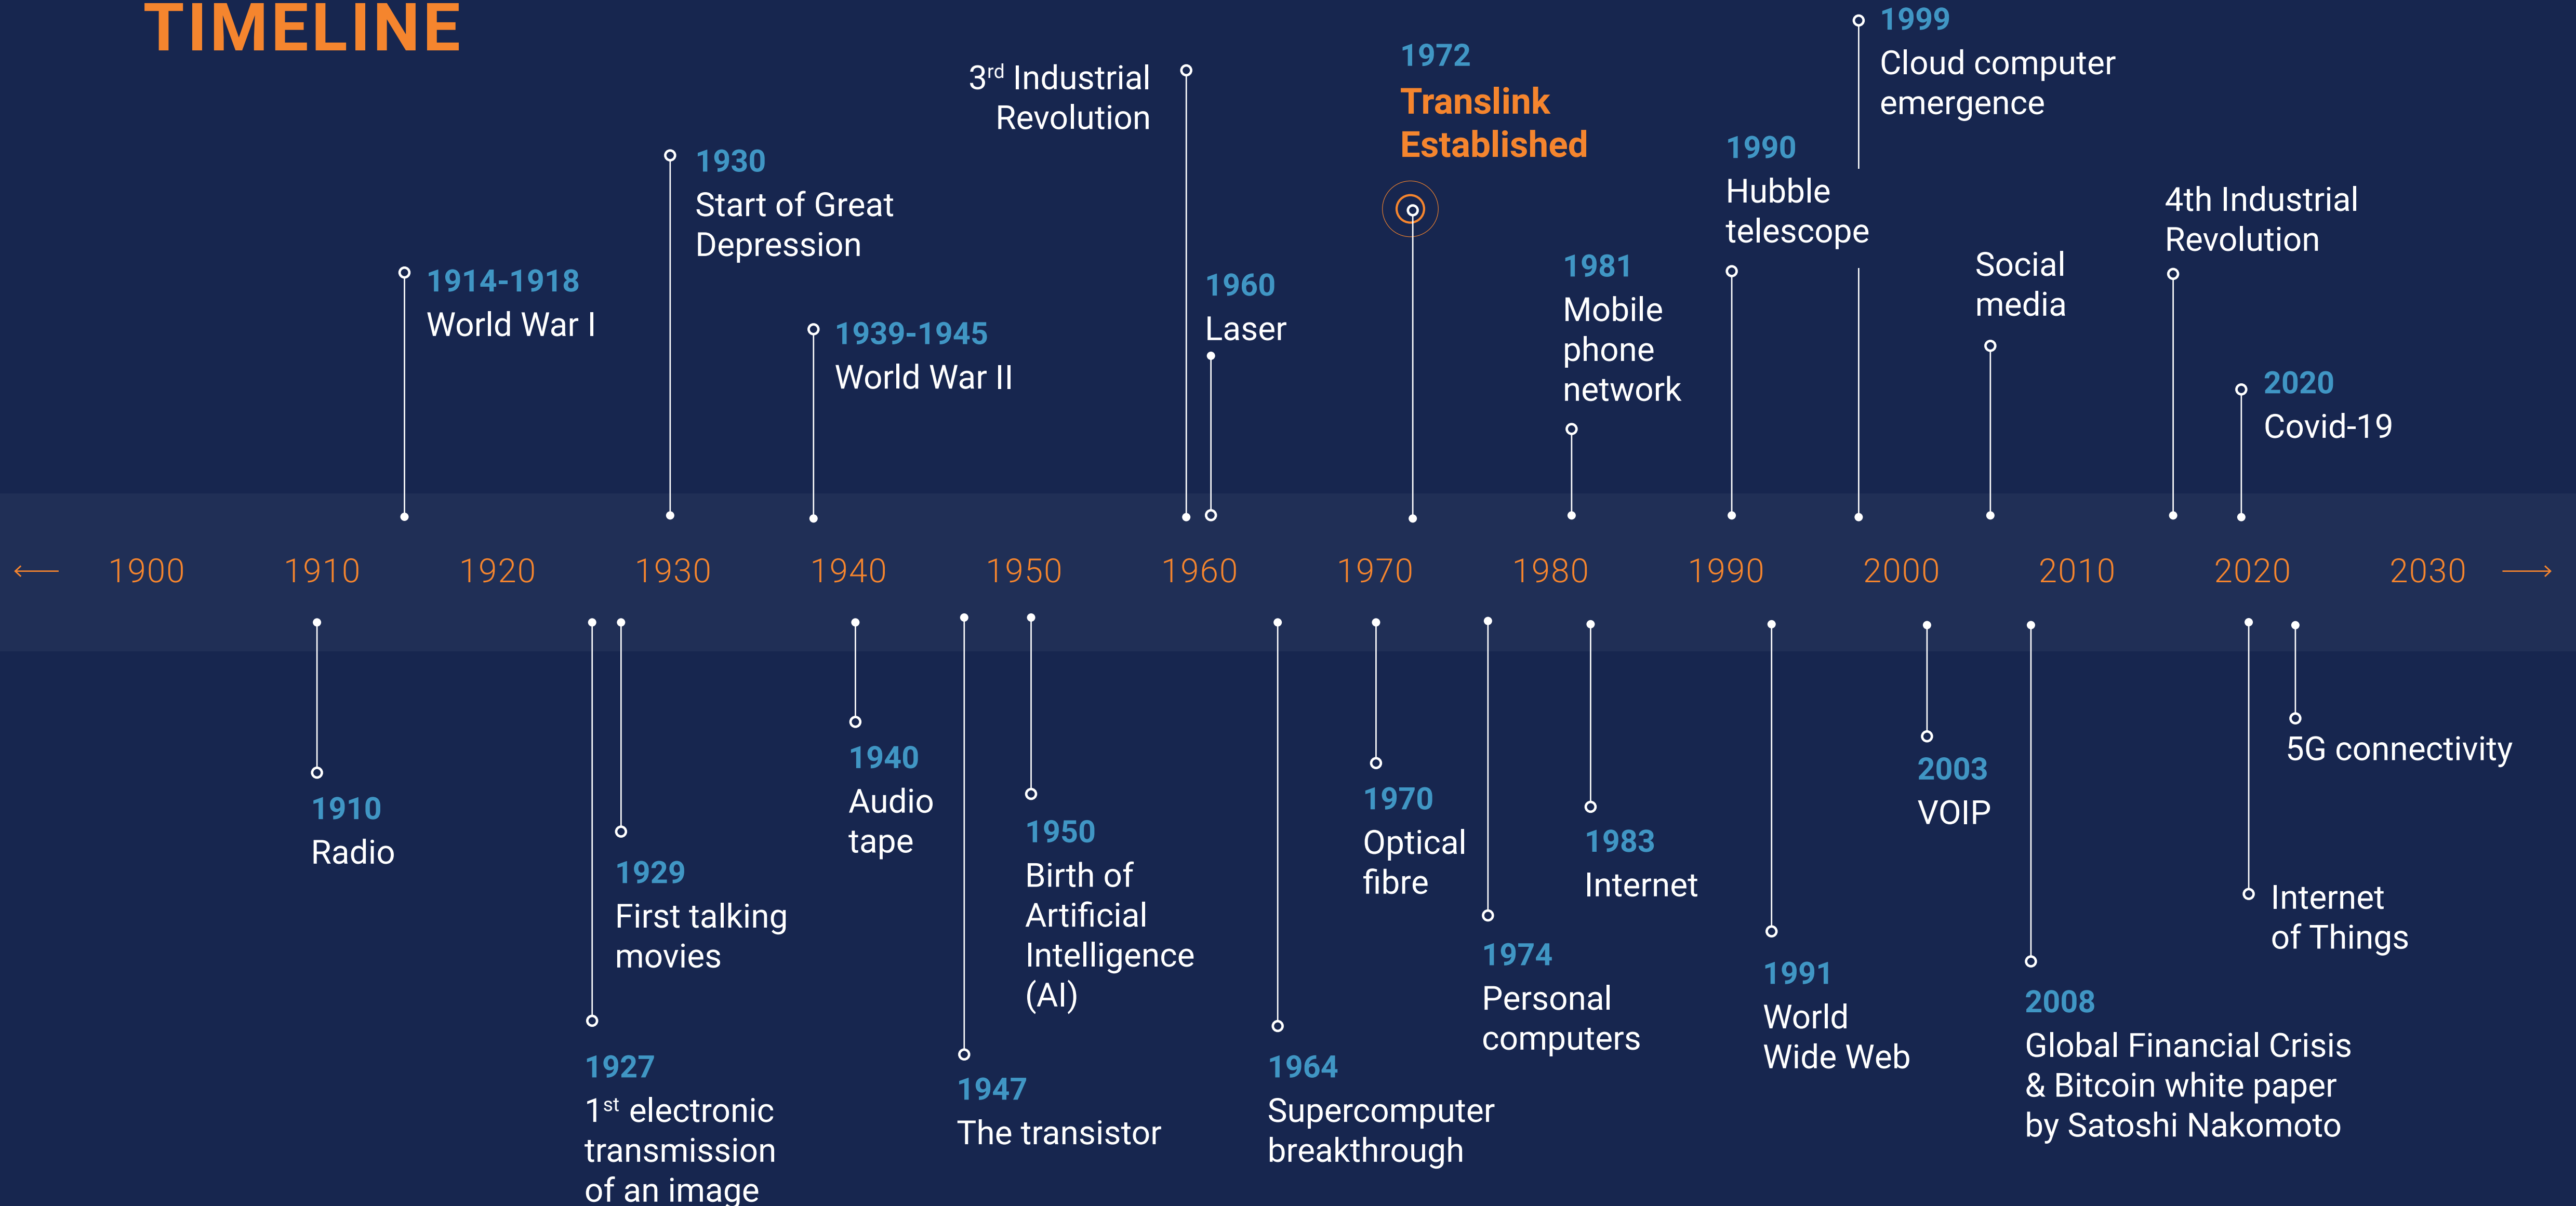 TIMELINE
1914-1918
World War I
1930
Start of Great
Depression
1939-1945
World War II
3rd Industrial
Revolution
1960
Laser
1972
Translink
Established
1981
Mobile
phone
network
1990
Hubble
telescope
1999
Cloud computer
emergence
Social
media
4th Industrial
Revolution
2020
Covid-19
← 1900 1910 1920 1930 1940 1950 1960 1970 1980 1990 2000 2010 2020 2030 →
1910
Radio
1927
1st electronic
transmission
of an image
1929
First talking
movies
1940
Audio
tape
1947
The transistor
1950
Birth of
Artificial
Intelligence
(AI)
1964
Supercomputer
breakthrough
1970
Optical
fibre
1974
Personal
computers
1983
Internet
1991
World
Wide Web
2003
VOIP
2008
Global Financial Crisis
& Bitcoin white paper
by Satoshi Nakomoto
Internet
of Things
5G connectivity